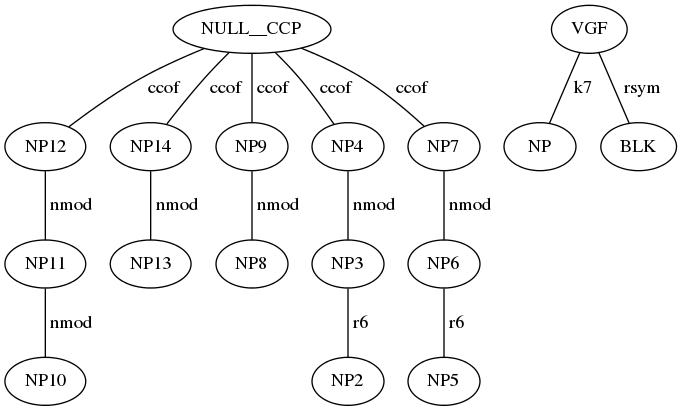 NULL__CCP VGF
ccof ccof ccof ccof ccof k7 rsym
NP12 NP14 NP9 NP4 NP7 NP BLK
nmod nmod nmod nmod nmod
NP11 NP13 NP8 NP3 NP6
nmod r6 r6
NP10 NP2 NP5